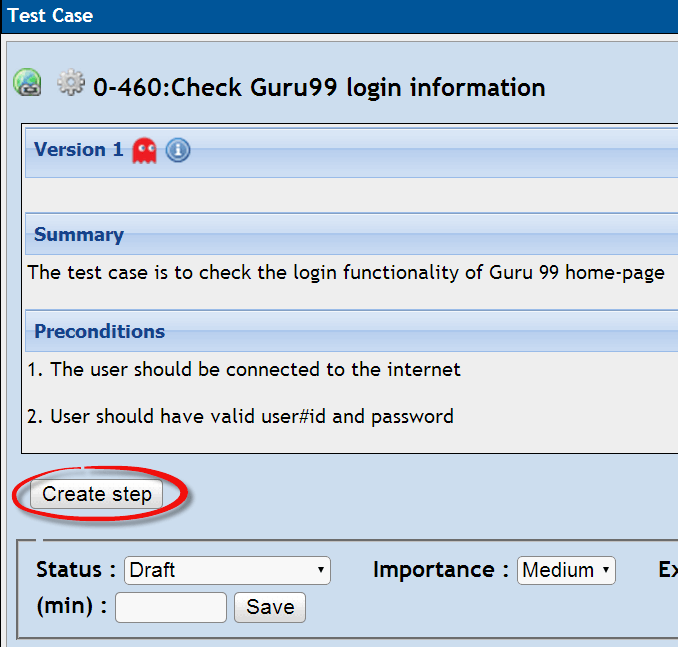 Test Case
0-460:Check Guru99 login information
Version 1
Summary
The test case is to check the login functionality of Guru 99 home-page
Preconditions
1. The user should be connected to the internet
2. User should have valid user#id and password
Create step
Status : Draft Importance : Medium Ex
(min) : Save